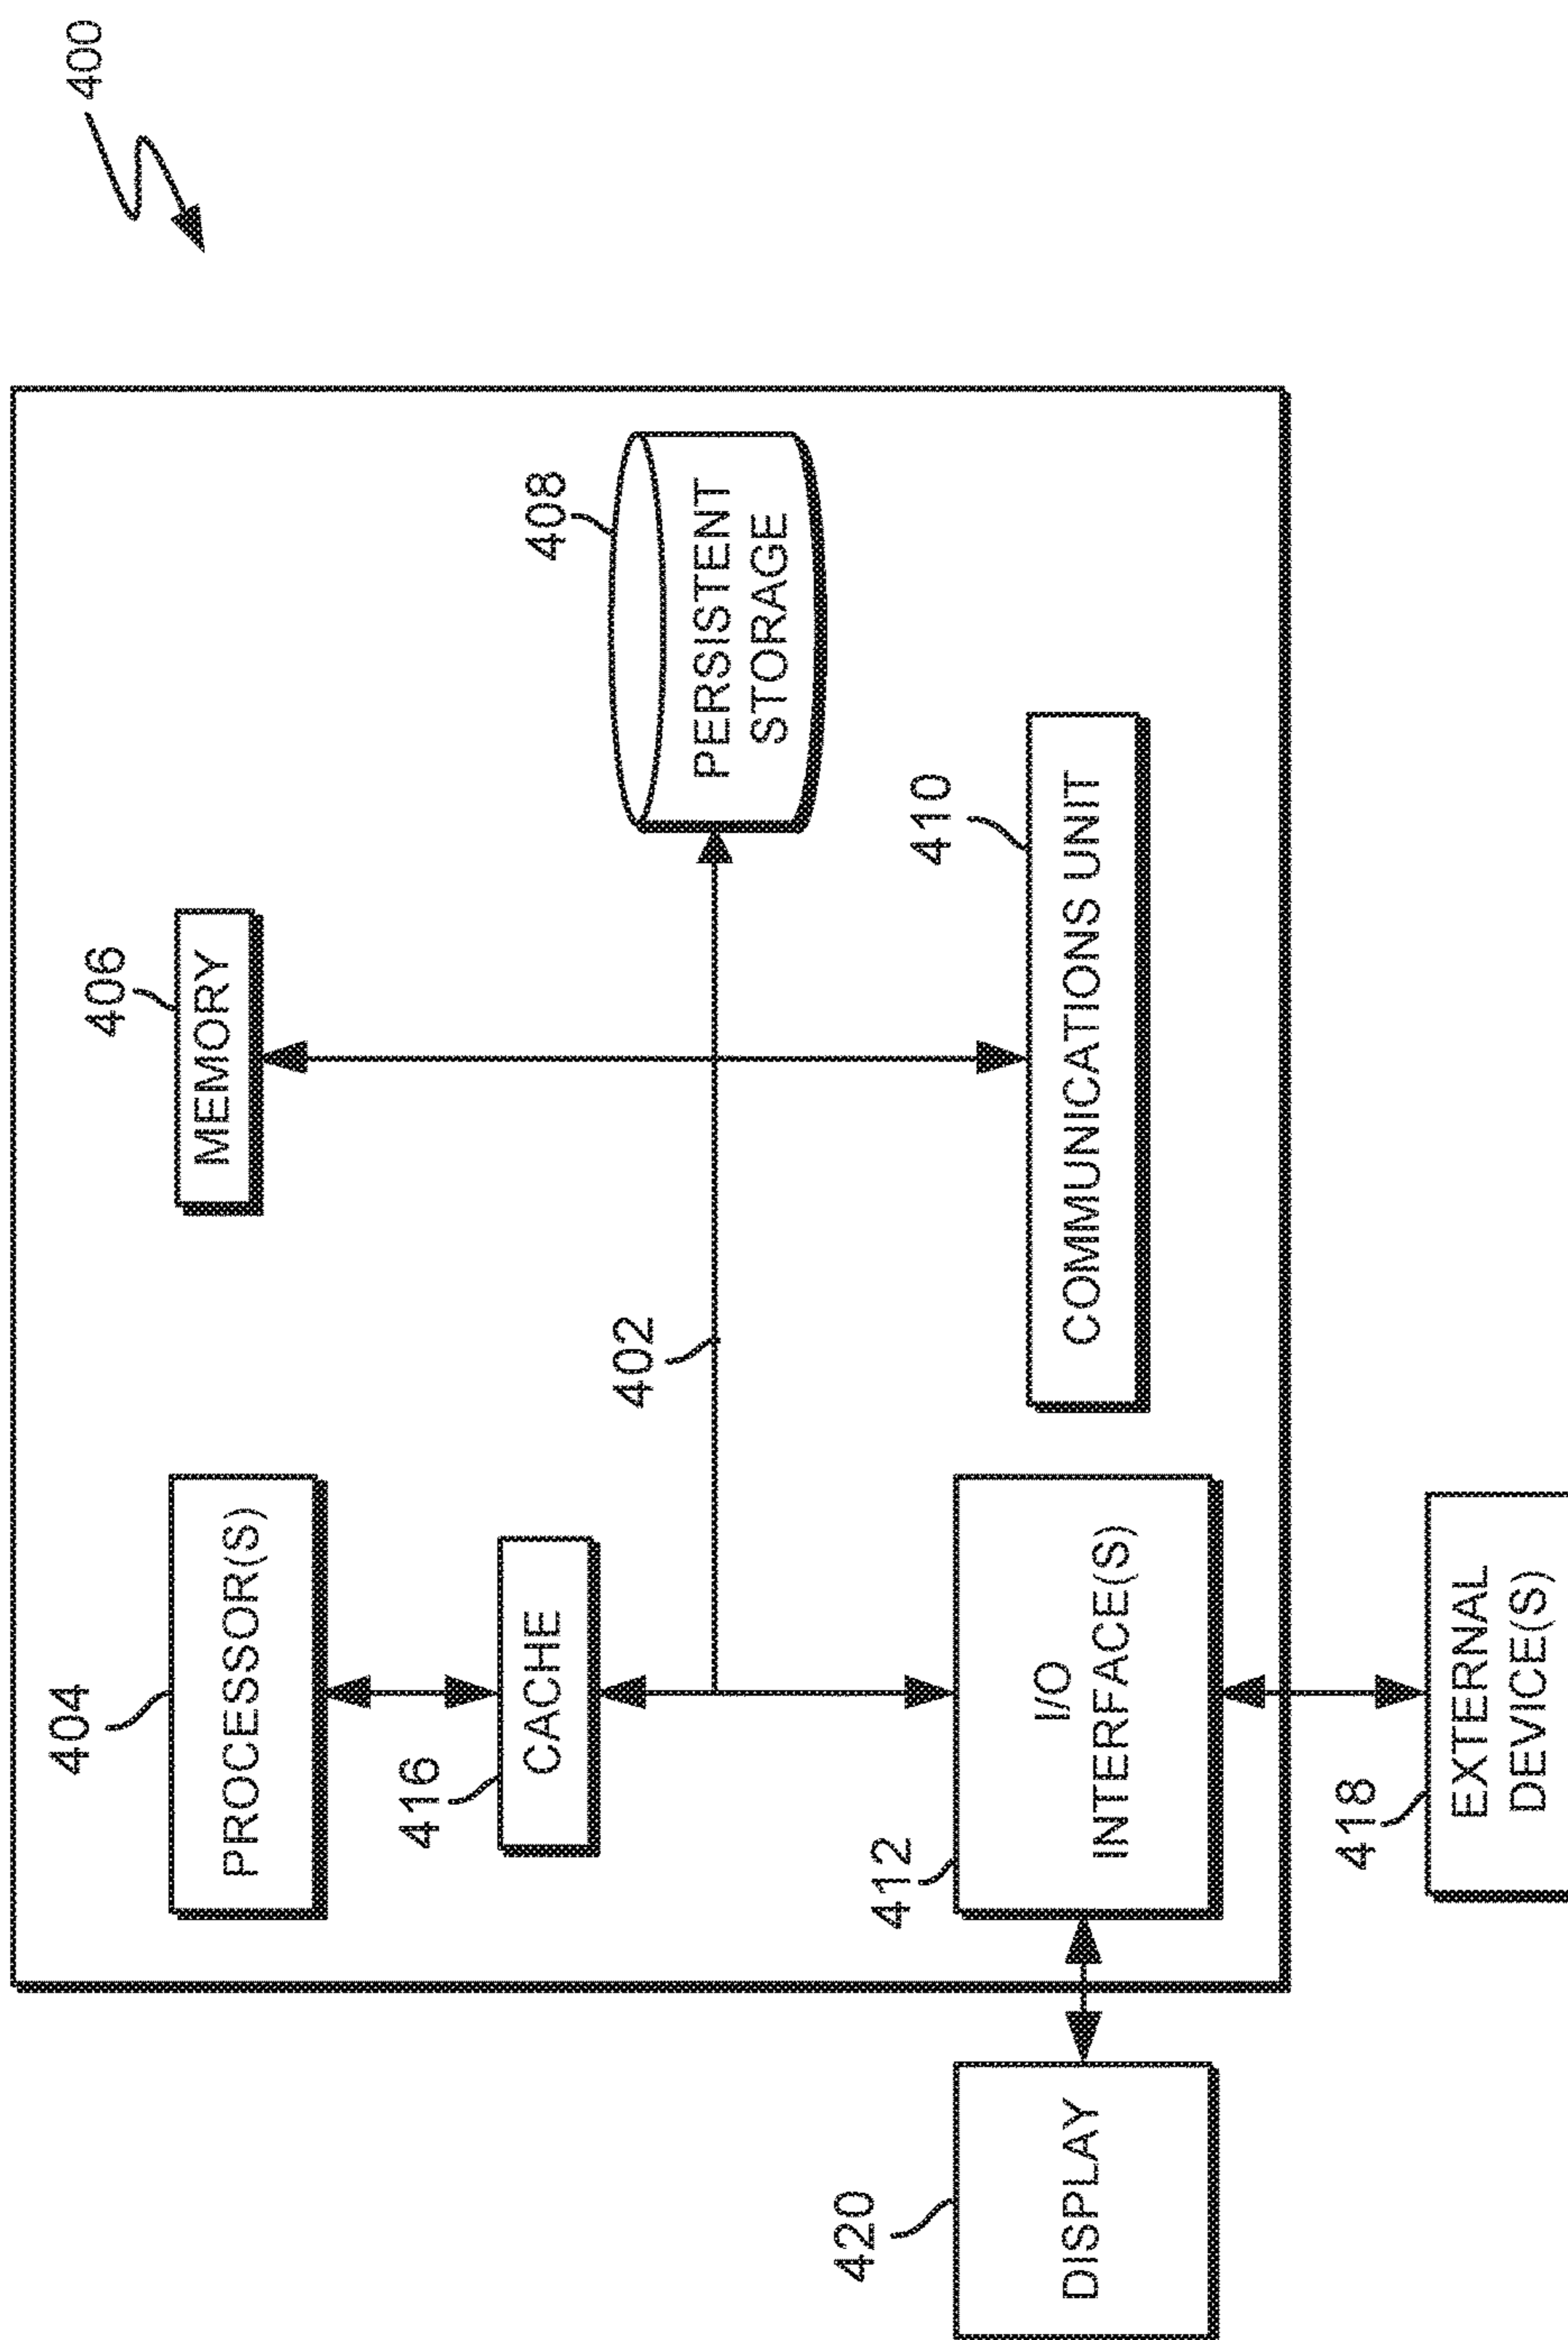 400
404
PROCESSOR(S)
406
MEMORY
416
CACHE
402
408
PERSISTENT
STORAGE
412
I/O
INTERFACE(S)
410
COMMUNICATIONS UNIT
420
DISPLAY
418
EXTERNAL
DEVICE(S)